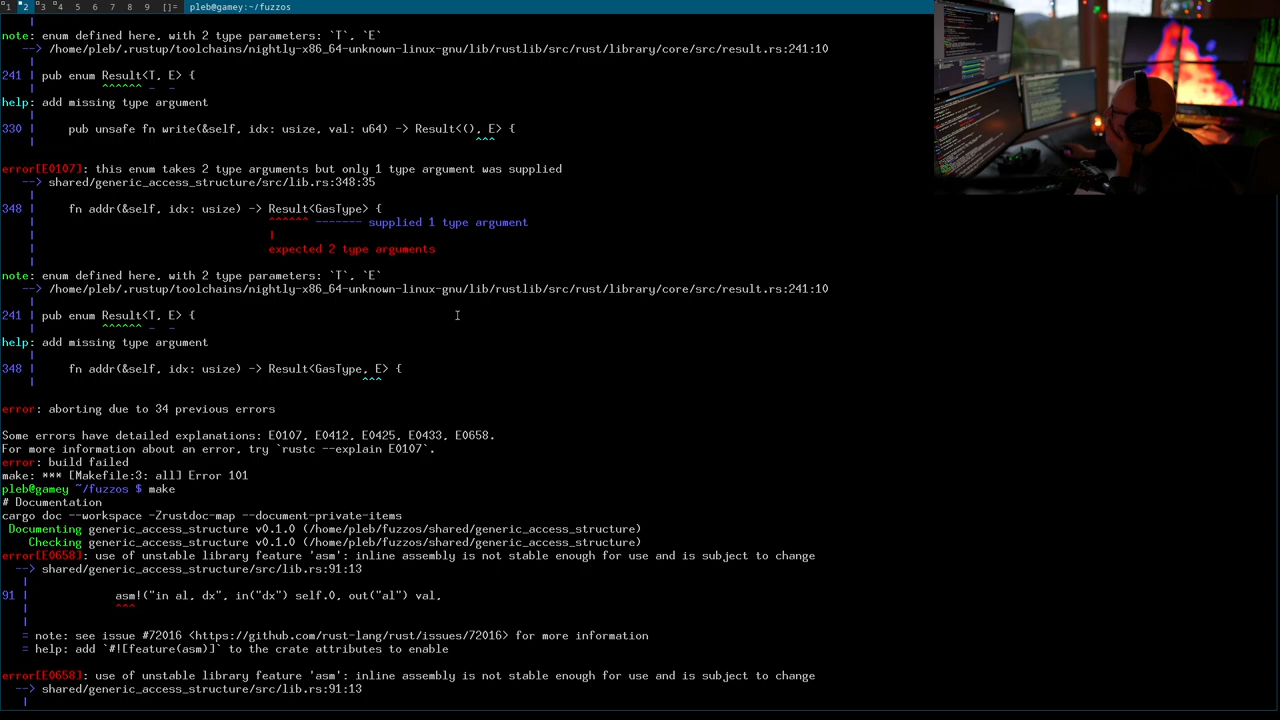 1 2 3 4 5 6 7 8 9 []= pleb@gamey:~/fuzzos
|
note: enum defined here, with 2 type parameters: `T`, `E`
--> /home/pleb/.rustup/toolchains/nightly-x86_64-unknown-linux-gnu/lib/rustlib/src/rust/library/core/src/result.rs:241:10
|
241 | pub enum Result<T, E> {
| ^^^^^^ - -
help: add missing type argument
|
330 | pub unsafe fn write(&self, idx: usize, val: u64) -> Result<(), E> {
| ^^^
error[E0107]: this enum takes 2 type arguments but only 1 type argument was supplied
--> shared/generic_access_structure/src/lib.rs:348:35
|
348 | fn addr(&self, idx: usize) -> Result<GasType> {
| ^^^^^^ ------- supplied 1 type argument
| |
| expected 2 type arguments
|
note: enum defined here, with 2 type parameters: `T`, `E`
--> /home/pleb/.rustup/toolchains/nightly-x86_64-unknown-linux-gnu/lib/rustlib/src/rust/library/core/src/result.rs:241:10
|
241 | pub enum Result<T, E> {
| ^^^^^^ - -
help: add missing type argument
|
348 | fn addr(&self, idx: usize) -> Result<GasType, E> {
| ^^^
error: aborting due to 34 previous errors
Some errors have detailed explanations: E0107, E0412, E0425, E0433, E0658.
For more information about an error, try `rustc --explain E0107`.
error: build failed
make: *** [Makefile:3: all] Error 101
pleb@gamey ~/fuzzos $ make
# Documentation
cargo doc --workspace -Zrustdoc-map --document-private-items
Documenting generic_access_structure v0.1.0 (/home/pleb/fuzzos/shared/generic_access_structure)
Checking generic_access_structure v0.1.0 (/home/pleb/fuzzos/shared/generic_access_structure)
error[E0658]: use of unstable library feature 'asm': inline assembly is not stable enough for use and is subject to change
--> shared/generic_access_structure/src/lib.rs:91:13
|
91 | asm!("in al, dx", in("dx") self.0, out("al") val,
| ^^^
|
= note: see issue #72016 <https://github.com/rust-lang/rust/issues/72016> for more information
= help: add `#![feature(asm)]` to the crate attributes to enable
error[E0658]: use of unstable library feature 'asm': inline assembly is not stable enough for use and is subject to change
--> shared/generic_access_structure/src/lib.rs:91:13
|